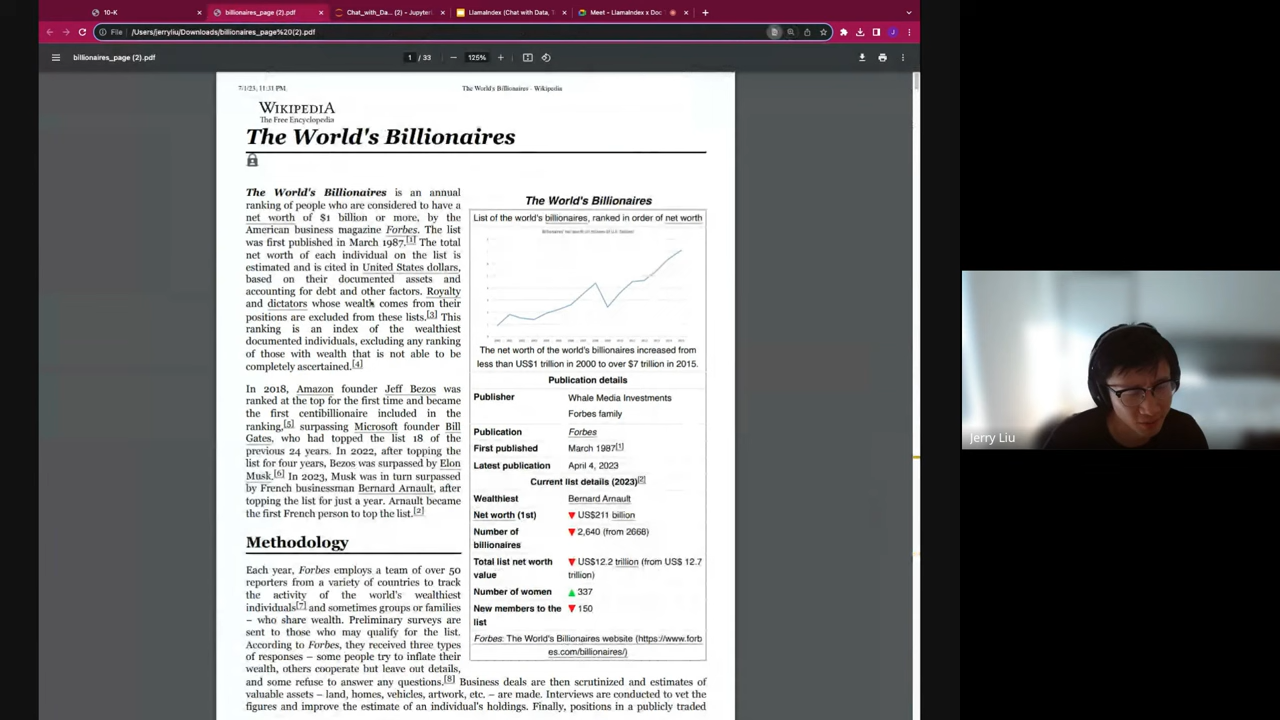 10-K
billionaires_page (2).pdf
Chat_with_Da... (2) - Jupyter
LlamaIndex (Chat with Data,
Meet - LlamaIndex x Doc
File /Users/jerryliu/Downloads/billionaires_page%20(2).pdf
billionaires_page (2).pdf
1 / 33
125%
7/1/23, 11:31 PM
The World's Billionaires - Wikipedia
WIKIPEDIA
The Free Encyclopedia
The World's Billionaires
The World's Billionaires is an annual
ranking of people who are considered to have a
net worth of $1 billion or more, by the
American business magazine Forbes. The list
was first published in March 1987.[1] The total
net worth of each individual on the list is
estimated and is cited in United States dollars,
based on their documented assets and
accounting for debt and other factors. Royalty
and dictators whose wealth comes from their
positions are excluded from these lists.[3] This
ranking is an index of the wealthiest
documented individuals, excluding any ranking
of those with wealth that is not able to be
completely ascertained.[4]
In 2018, Amazon founder Jeff Bezos was
ranked at the top for the first time and became
the first centibillionaire included in the
ranking,[5] surpassing Microsoft founder Bill
Gates, who had topped the list 18 of the
previous 24 years. In 2022, after topping the
list for four years, Bezos was surpassed by Elon
Musk.[6] In 2023, Musk was in turn surpassed
by French businessman Bernard Arnault, after
topping the list for just a year. Arnault became
the first French person to top the list.[2]
Methodology
Each year, Forbes employs a team of over 50
reporters from a variety of countries to track
the activity of the world's wealthiest
individuals[7] and sometimes groups or families
– who share wealth. Preliminary surveys are
sent to those who may qualify for the list.
According to Forbes, they received three types
of responses – some people try to inflate their
wealth, others cooperate but leave out details,
and some refuse to answer any questions.[8] Business deals are then scrutinized and estimates of
valuable assets – land, homes, vehicles, artwork, etc. – are made. Interviews are conducted to vet the
figures and improve the estimate of an individual's holdings. Finally, positions in a publicly traded
The World's Billionaires
List of the world's billionaires, ranked in order of net worth
The net worth of the world's billionaires increased from
less than US$1 trillion in 2000 to over $7 trillion in 2015.
Publication details
Publisher Whale Media Investments
Forbes family
Publication Forbes
First published March 1987[1]
Latest publication April 4, 2023
Current list details (2023)[2]
Wealthiest Bernard Arnault
Net worth (1st) ▼ US$211 billion
Number of ▼ 2,640 (from 2668)
billionaires
Total list net worth ▼ US$12.2 trillion (from US$ 12.7
value trillion)
Number of women ▲ 337
New members to the ▼ 150
list
Forbes: The World's Billionaires website (https://www.forb
es.com/billionaires/)
Jerry Liu